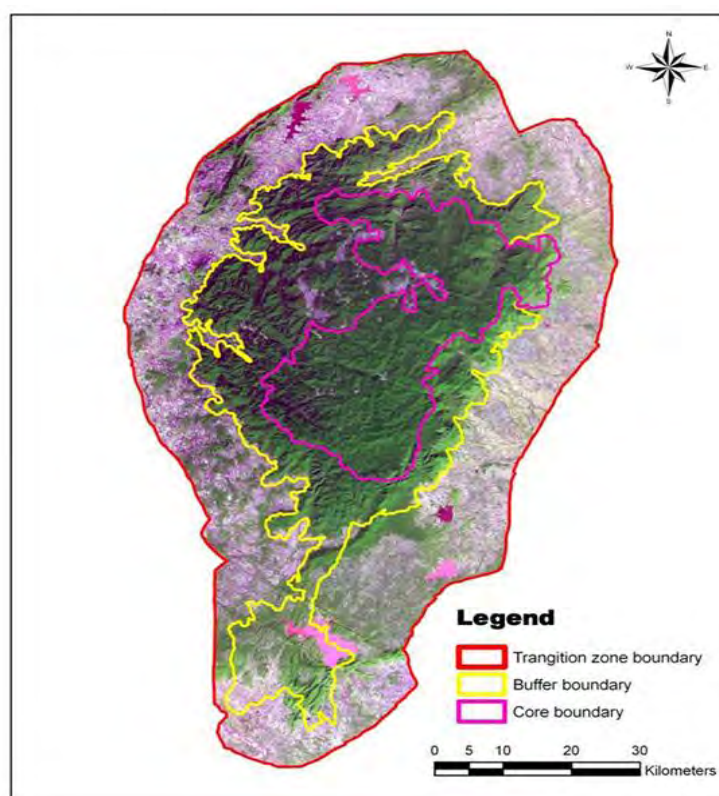 N
W E
S
Legend
Trangition zone boundary
Buffer boundary
Core boundary
0 5 10 20 30
Kilometers